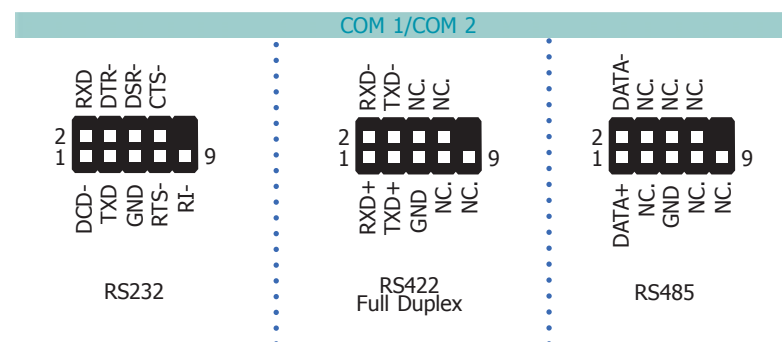 COM 1/COM 2
RXD
DTR-
DSR-
CTS-
2
1
9
DCD-
TXD
GND
RTS-
RI-
RS232
RXD-
TXD-
NC.
NC.
2
1
9
RXD+
TXD+
GND
NC.
NC.
RS422
Full Duplex
DATA-
NC.
NC.
NC.
2
1
9
DATA+
NC.
GND
NC.
NC.
RS485